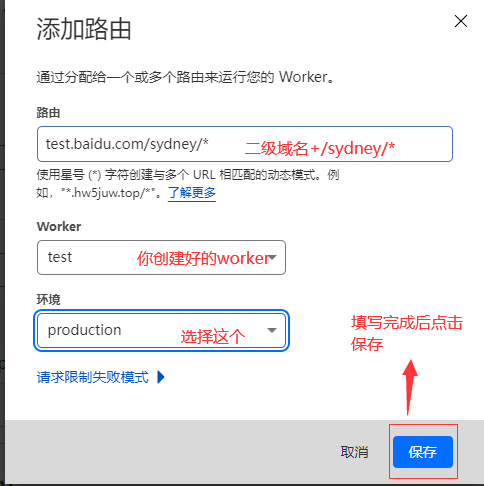 添加路由
通过分配给一个或多个路由来运行您的 Worker。
路由
test.baidu.com/sydney/* 二级域名+/sydney/*
使用星号 (*) 字符创建与多个 URL 相匹配的动态模式。例
如，"*.hw5juw.top/*"。了解更多
Worker
test 你创建好的worker
环境
production 选择这个
填写完成后点击
保存
请求限制失败模式
取消 保存